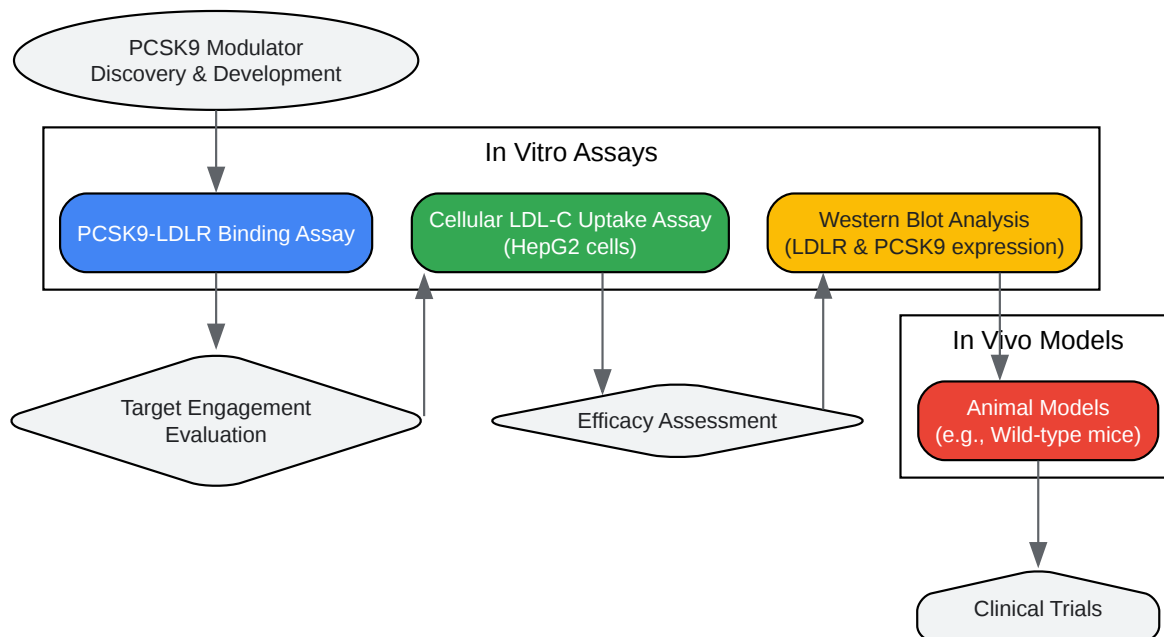 PCSK9 Modulator
Discovery & Development
In Vitro Assays
PCSK9-LDLR Binding Assay
Cellular LDL-C Uptake Assay
(HepG2 cells)
Western Blot Analysis
(LDLR & PCSK9 expression)
In Vivo Models
Target Engagement
Evaluation
Efficacy Assessment
Animal Models
(e.g., Wild-type mice)
Clinical Trials